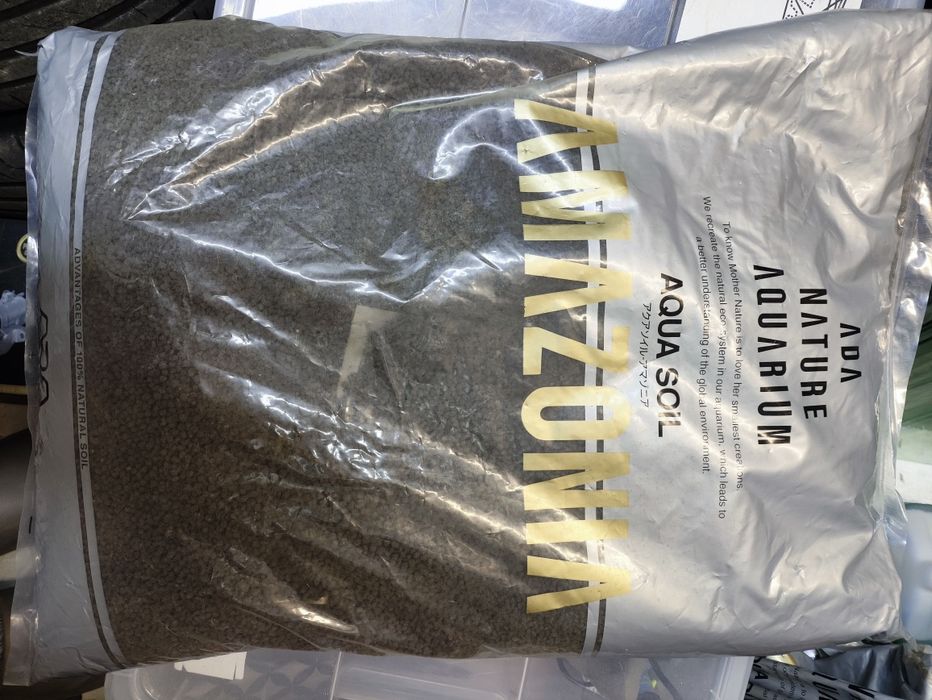 ADA
NATURE
AQUARIUM
To know Mother Nature is to love her smallest creations.
We recreate the natural ecosystem in our aquarium, which leads to
a better understanding of the global environment.
AQUA SOIL
アクアソイル-アマゾニア
AMAZONIA
ADVANTAGES OF 100% NATURAL SOIL
ADA